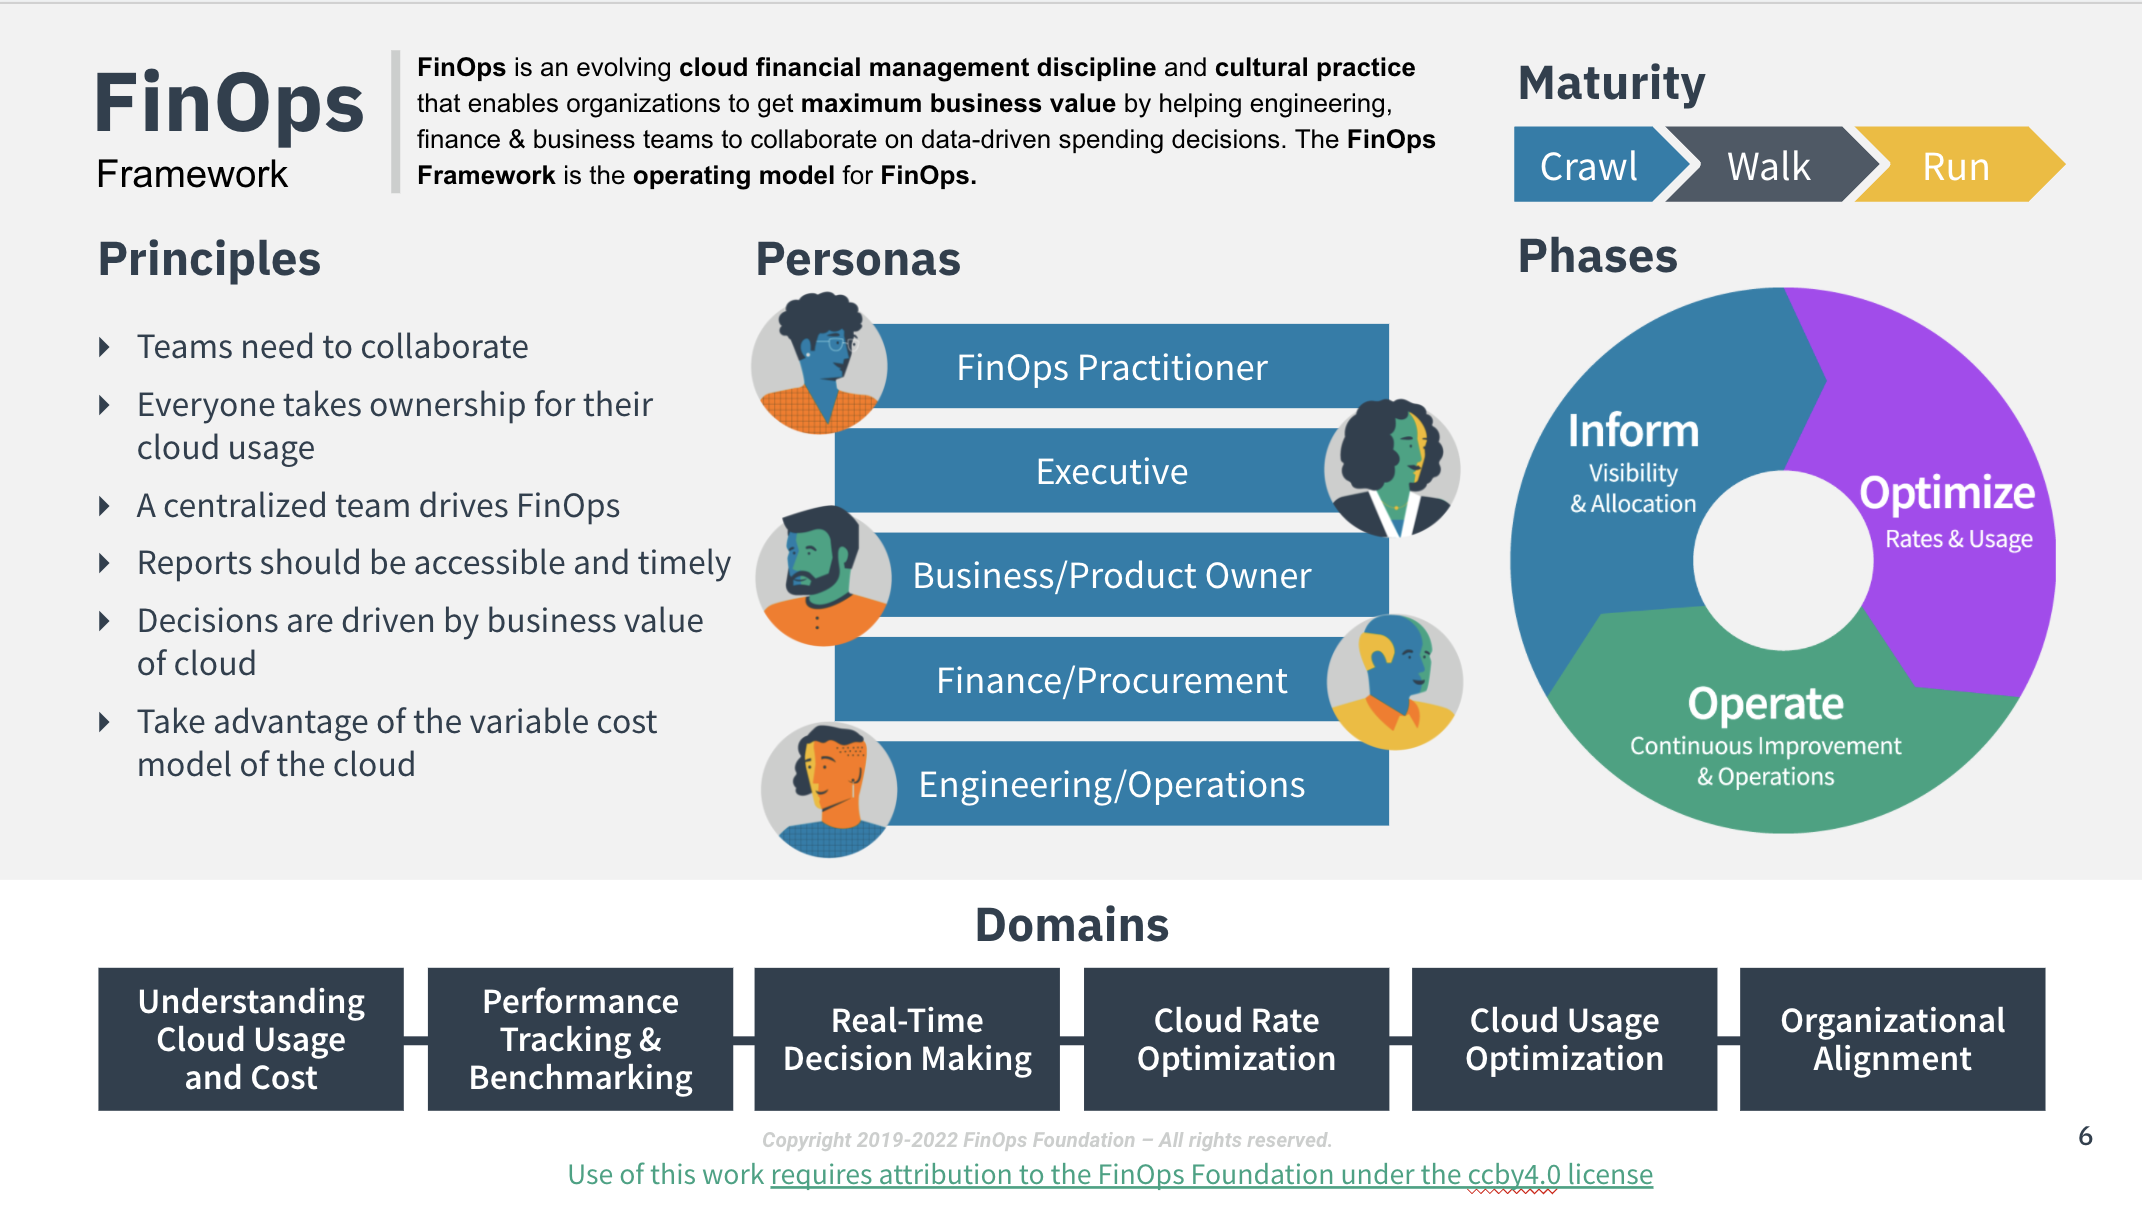 FinOps
Framework
FinOps is an evolving cloud financial management discipline and cultural practice
that enables organizations to get maximum business value by helping engineering,
finance & business teams to collaborate on data-driven spending decisions. The FinOps
Framework is the operating model for FinOps.
Maturity
Crawl
Walk
Run
Principles
Teams need to collaborate
Everyone takes ownership for their
cloud usage
A centralized team drives FinOps
Reports should be accessible and timely
Decisions are driven by business value
of cloud
Take advantage of the variable cost
model of the cloud
Personas
FinOps Practitioner
Executive
Business/Product Owner
Finance/Procurement
Engineering/Operations
Phases
Inform
Visibility
& Allocation
Optimize
Rates & Usage
Operate
Continuous Improvement
& Operations
Domains
Understanding
Cloud Usage
and Cost
Performance
Tracking &
Benchmarking
Real-Time
Decision Making
Cloud Rate
Optimization
Cloud Usage
Optimization
Organizational
Alignment
Copyright 2019-2022 FinOps Foundation – All rights reserved.
6
Use of this work requires attribution to the FinOps Foundation under the ccby4.0 license